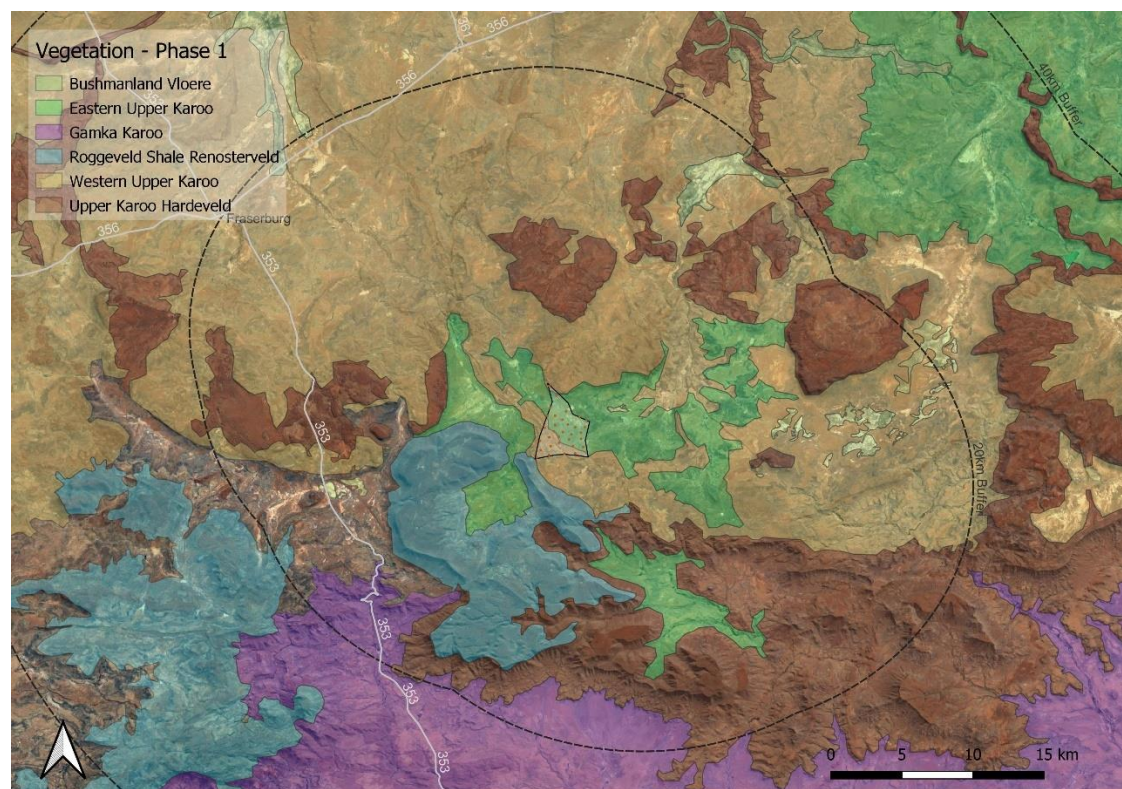 Vegetation - Phase 1
Bushmanland Vloere
Eastern Upper Karoo
Gamka Karoo
Roggeveld Shale Renosterveld
Western Upper Karoo
Upper Karoo Hardeveld
361
356
356
356
Fraserburg
353
353
353
353
353
40km Buffer
20km Buffer
0 5 10 15 km